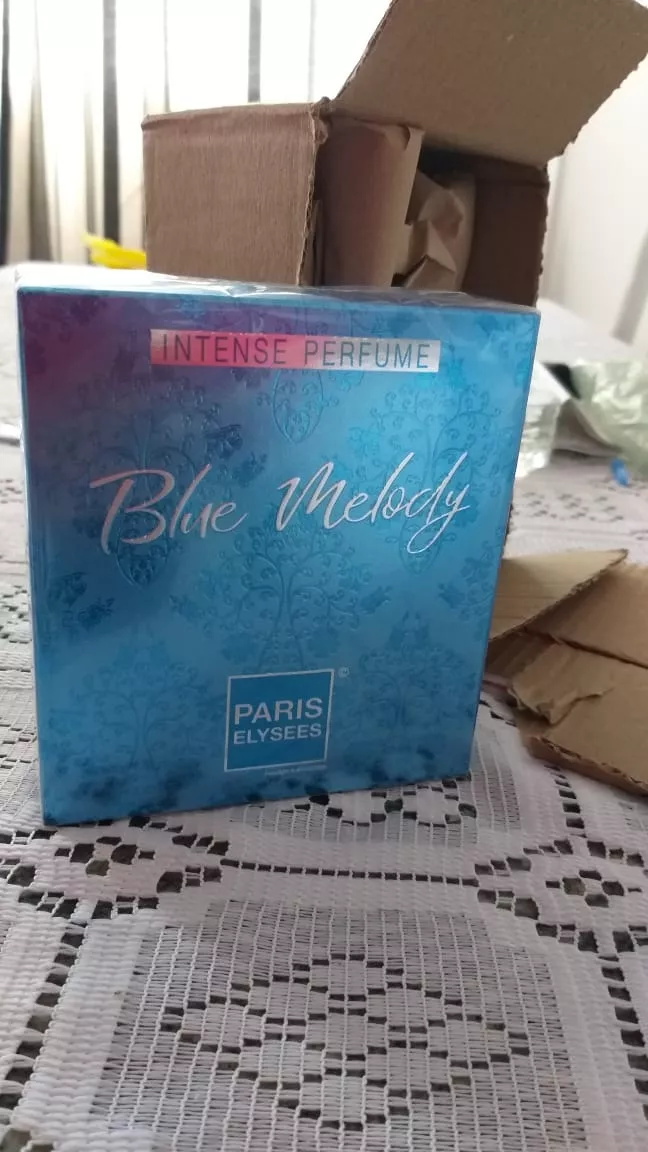 INTENSE PERFUME
Blue Melody
PARIS
ELYSEES
©